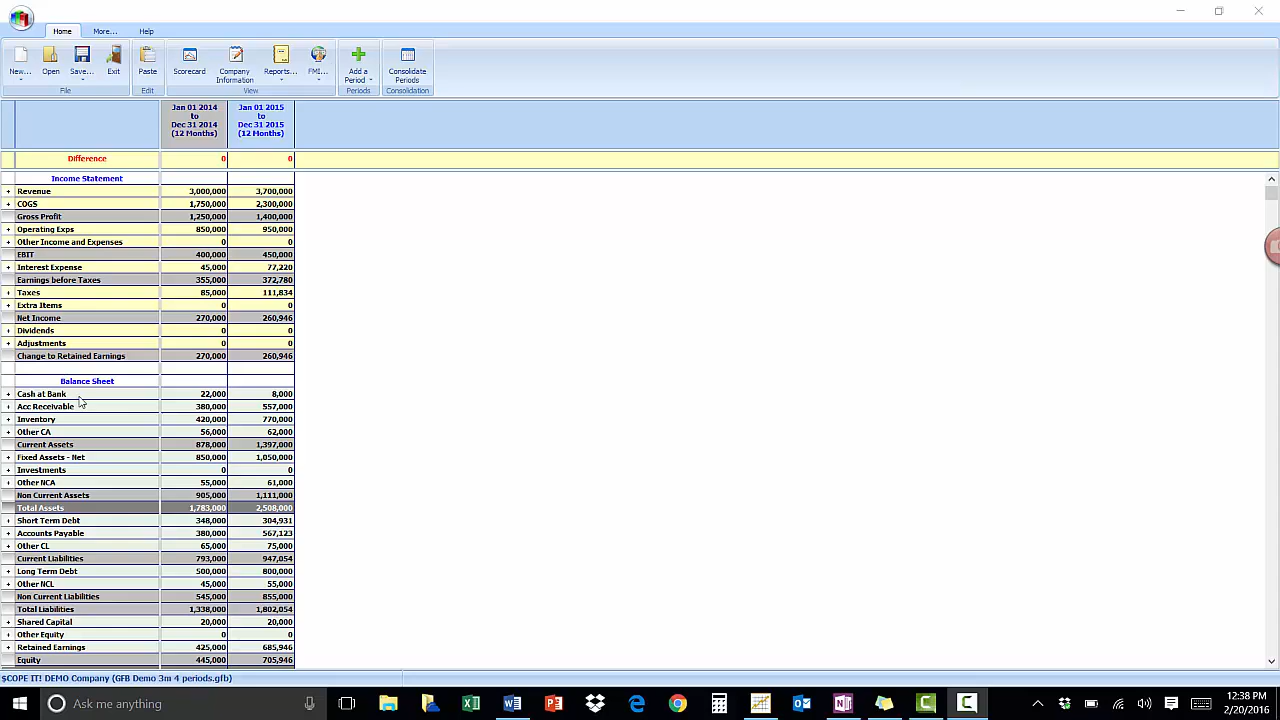 Home More... Help
New... Open Save... Exit Paste Scorecard Company Information Reports... FMI... Add a Period Consolidate Periods
File Edit View Periods Consolidation
Jan 01 2014 to Dec 31 2014 (12 Months) Jan 01 2015 to Dec 31 2015 (12 Months)
Difference 0 0
Income Statement
+ Revenue 3,000,000 3,700,000
+ COGS 1,750,000 2,300,000
Gross Profit 1,250,000 1,400,000
+ Operating Exps 850,000 950,000
+ Other Income and Expenses 0 0
EBIT 400,000 450,000
+ Interest Expense 45,000 77,220
Earnings before Taxes 355,000 372,780
+ Taxes 85,000 111,834
+ Extra Items 0 0
Net Income 270,000 260,946
+ Dividends 0 0
+ Adjustments 0 0
Change to Retained Earnings 270,000 260,946
Balance Sheet
+ Cash at Bank 22,000 8,000
+ Acc Receivable 380,000 557,000
+ Inventory 420,000 770,000
+ Other CA 56,000 62,000
Current Assets 878,000 1,397,000
+ Fixed Assets - Net 850,000 1,050,000
+ Investments 0 0
+ Other NCA 55,000 61,000
Non Current Assets 905,000 1,111,000
Total Assets 1,783,000 2,508,000
+ Short Term Debt 348,000 304,931
+ Accounts Payable 380,000 567,123
+ Other CL 65,000 75,000
Current Liabilities 793,000 947,054
+ Long Term Debt 500,000 800,000
+ Other NCL 45,000 55,000
Non Current Liabilities 545,000 855,000
Total Liabilities 1,338,000 1,802,054
+ Shared Capital 20,000 20,000
+ Other Equity 0 0
+ Retained Earnings 425,000 685,946
Equity 445,000 705,946
$COPE IT! DEMO Company (GFB Demo 3m 4 periods.gfb)
Ask me anything
12:38 PM
2/20/2016